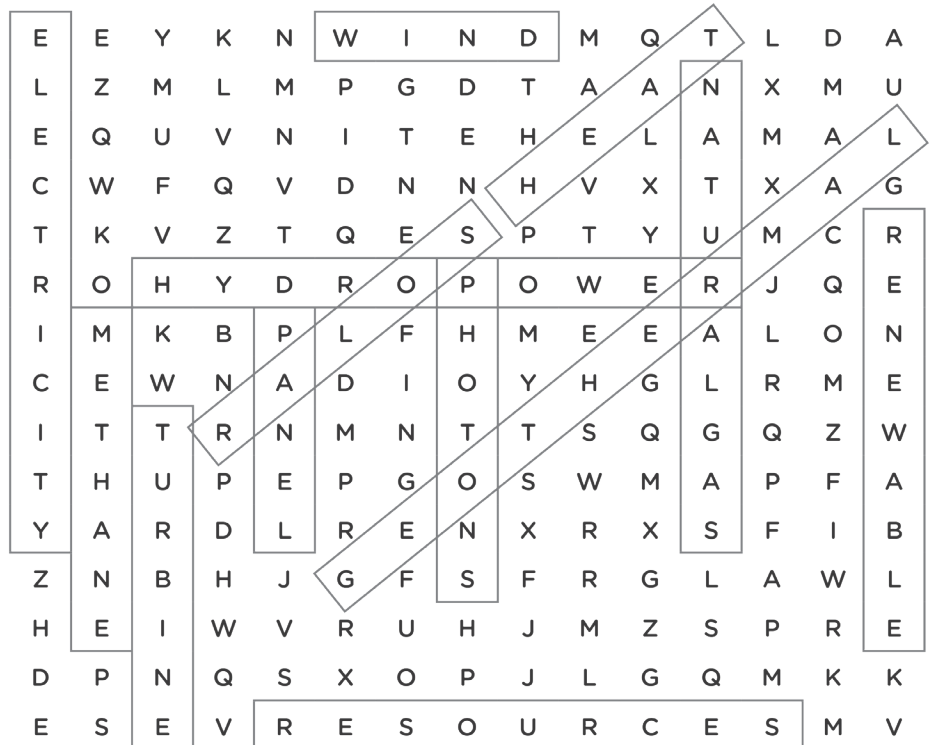 E E Y K N W I N D M Q T L D A
L Z M L M P G D T A A N X M U
E Q U V N I T E H E L A M A L
C W F Q V D N N H V X T X A G
T K V Z T Q E S P T Y U M C R
R O H Y D R O P O W E R J Q E
I M K B P L F H M E E A L O N
C E W N A D I O Y H G L R M E
I T T R N M N T T S Q G Q Z W
T H U P E P G O S W M A P F A
Y A R D L R E N X R X S F I B
Z N B H J G F S F R G L A W L
H E I W V R U H J M Z S P R E
D P N Q S X O P J L G Q M K K
E S E V R E S O U R C E S M V